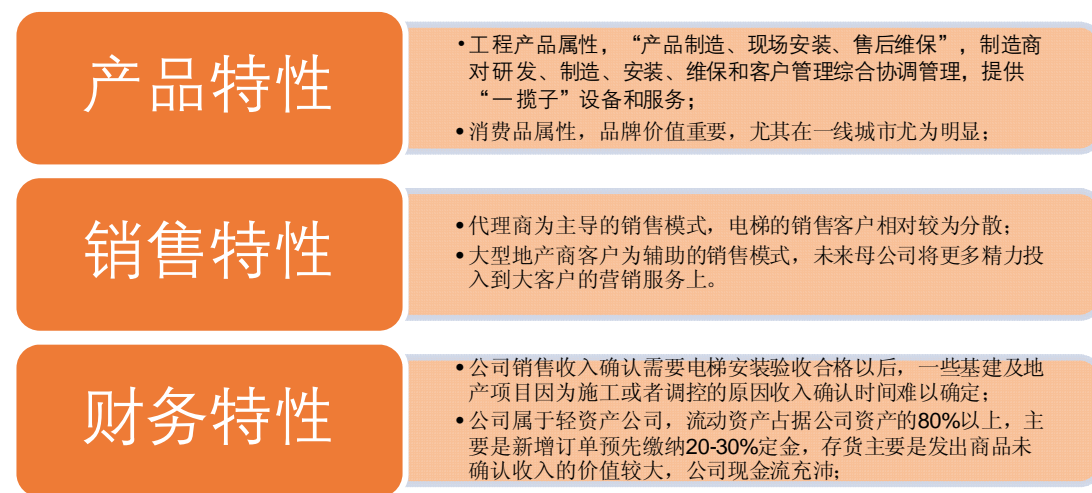 产品特性
•工程产品属性，“产品制造、现场安装、售后维保”，制造商
对研发、制造、安装、维保和客户管理综合协调管理，提供
“一揽子”设备和服务；
•消费品属性，品牌价值重要，尤其在一线城市尤为明显；
销售特性
•代理商为主导的销售模式，电梯的销售客户相对较为分散；
•大型地产商客户为辅助的销售模式，未来母公司将更多精力投
入到大客户的营销服务上。
财务特性
•公司销售收入确认需要电梯安装验收合格以后，一些基建及地
产项目因为施工或者调控的原因收入确认时间难以确定；
•公司属于轻资产公司，流动资产占据公司资产的80%以上，主
要是新增订单预先缴纳20-30%定金，存货主要是发出商品未
确认收入的价值较大，公司现金流充沛；